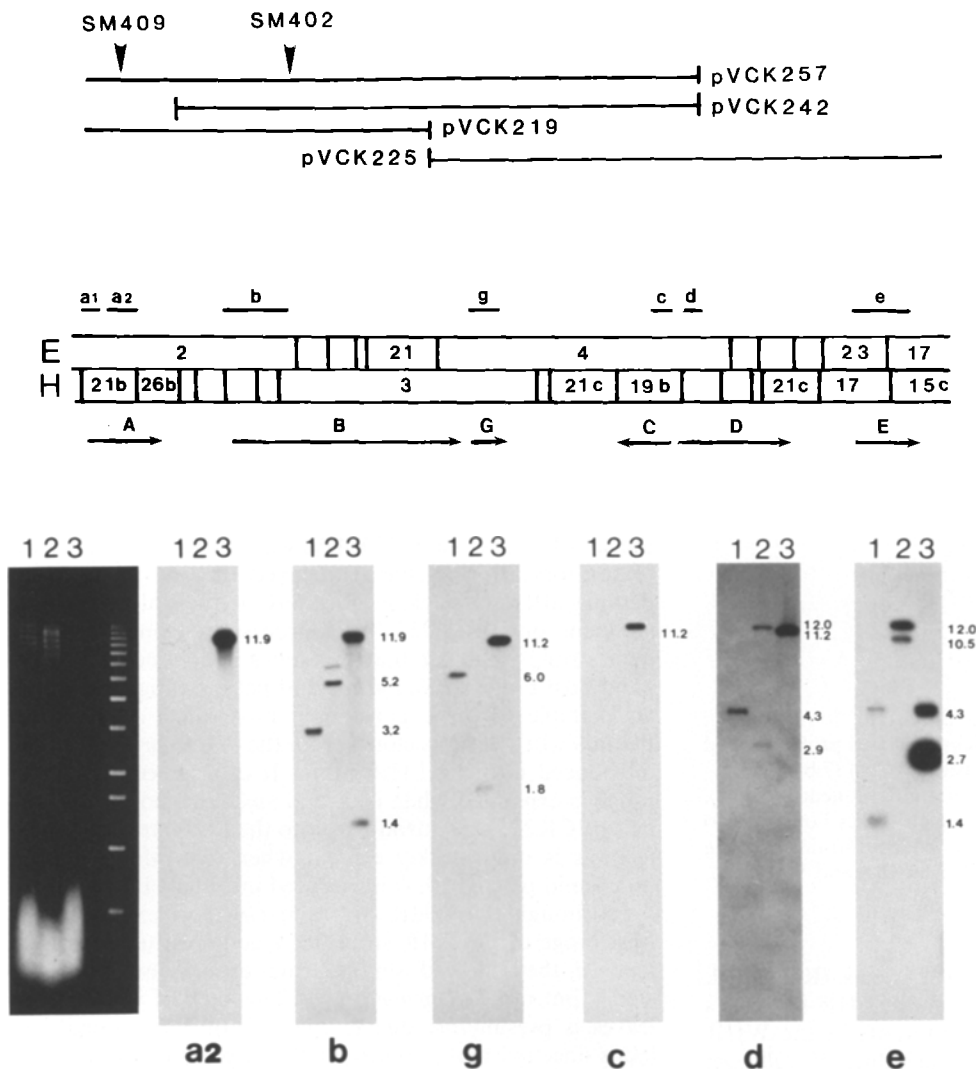 SM409 SM402
pVCK257
pVCK242
pVCK219
pVCK225
a1 a2 b g c d e
E 2 21 4 23 17
H 21b 26b 3 21c 19b 21c 17 15c
A B G C D E
1 2 3 1 2 3 1 2 3 1 2 3 1 2 3 1 2 3 1 2 3
11.9
11.9
5.2
3.2
1.4
11.2
6.0
1.8
11.2
12.0
11.2
4.3
2.9
12.0
10.5
4.3
2.7
1.4
a2 b g c d e